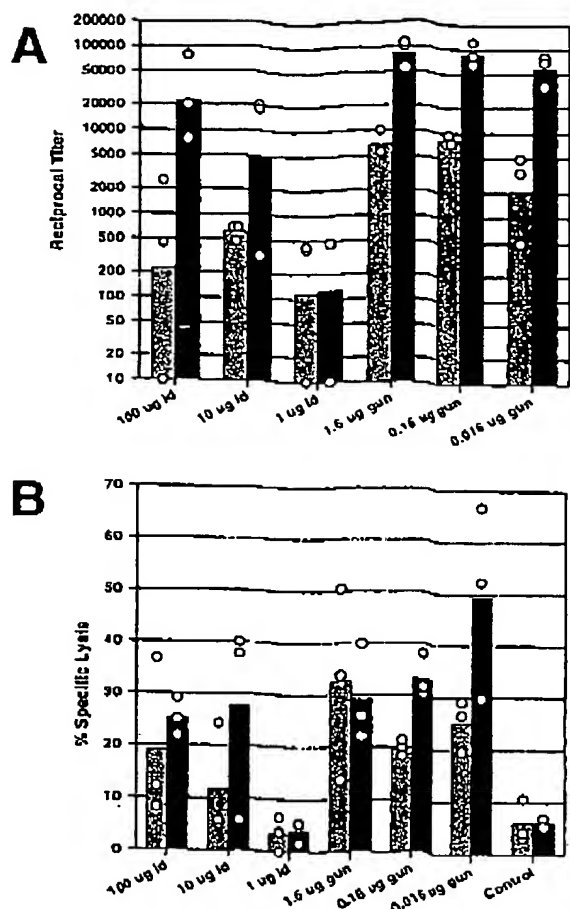 A
200000
100000
50000
20000
10000
5000
2000
1000
500
200
100
50
20
10
Reciprocal Titer
100 ug id
10 ug id
1 ug id
1.6 ug gun
0.16 ug gun
0.016 ug gun
B
70
60
50
40
30
20
10
0
% Specific Lysis
100 ug id
10 ug id
1 ug id
1.6 ug gun
0.16 ug gun
0.016 ug gun
Control